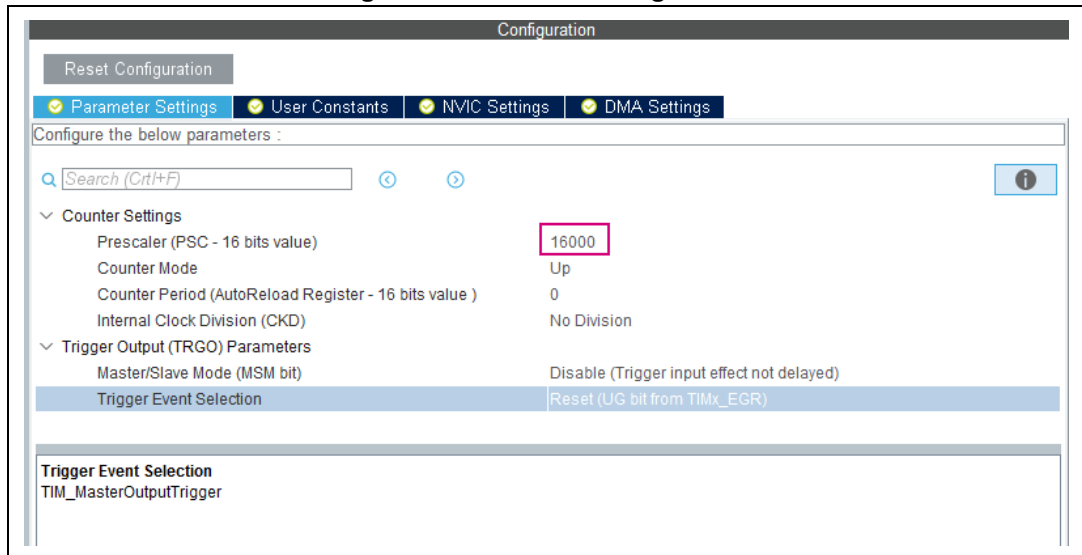 Configuration
Reset Configuration
Parameter Settings User Constants NVIC Settings DMA Settings
Configure the below parameters :
Search (Crtl+F)
Counter Settings
Prescaler (PSC - 16 bits value) 16000
Counter Mode Up
Counter Period (AutoReload Register - 16 bits value ) 0
Internal Clock Division (CKD) No Division
Trigger Output (TRGO) Parameters
Master/Slave Mode (MSM bit) Disable (Trigger input effect not delayed)
Trigger Event Selection Reset (UG bit from TIMx_EGR)
Trigger Event Selection
TIM_MasterOutputTrigger